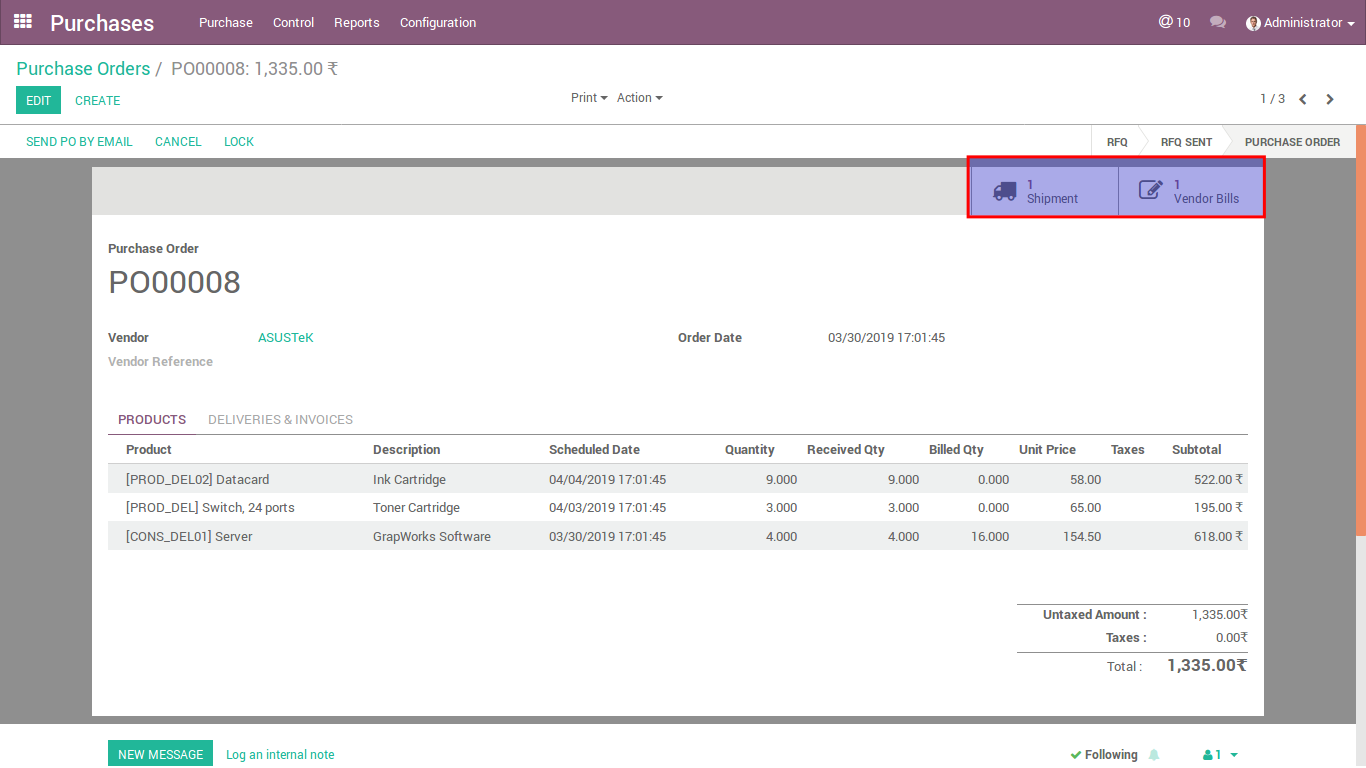 Purchases Purchase Control Reports Configuration @ 10 Administrator
Purchase Orders / PO00008: 1,335.00 ₹
EDIT CREATE Print Action 1 / 3
SEND PO BY EMAIL CANCEL LOCK RFQ RFQ SENT PURCHASE ORDER
1 Shipment 1 Vendor Bills
Purchase Order
PO00008
Vendor ASUSTeK Order Date 03/30/2019 17:01:45
Vendor Reference
PRODUCTS DELIVERIES & INVOICES
Product Description Scheduled Date Quantity Received Qty Billed Qty Unit Price Taxes Subtotal
[PROD_DEL02] Datacard Ink Cartridge 04/04/2019 17:01:45 9.000 9.000 0.000 58.00 522.00 ₹
[PROD_DEL] Switch, 24 ports Toner Cartridge 04/03/2019 17:01:45 3.000 3.000 0.000 65.00 195.00 ₹
[CONS_DEL01] Server GrapWorks Software 03/30/2019 17:01:45 4.000 4.000 16.000 154.50 618.00 ₹
Untaxed Amount : 1,335.00₹
Taxes : 0.00₹
Total : 1,335.00₹
NEW MESSAGE Log an internal note Following 1